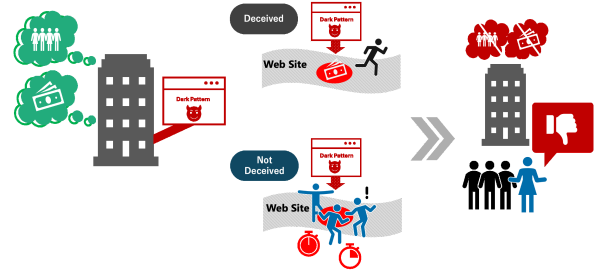 Dark Pattern
Deceived
Dark Pattern
Web Site
Not
Deceived
Dark Pattern
Web Site
!